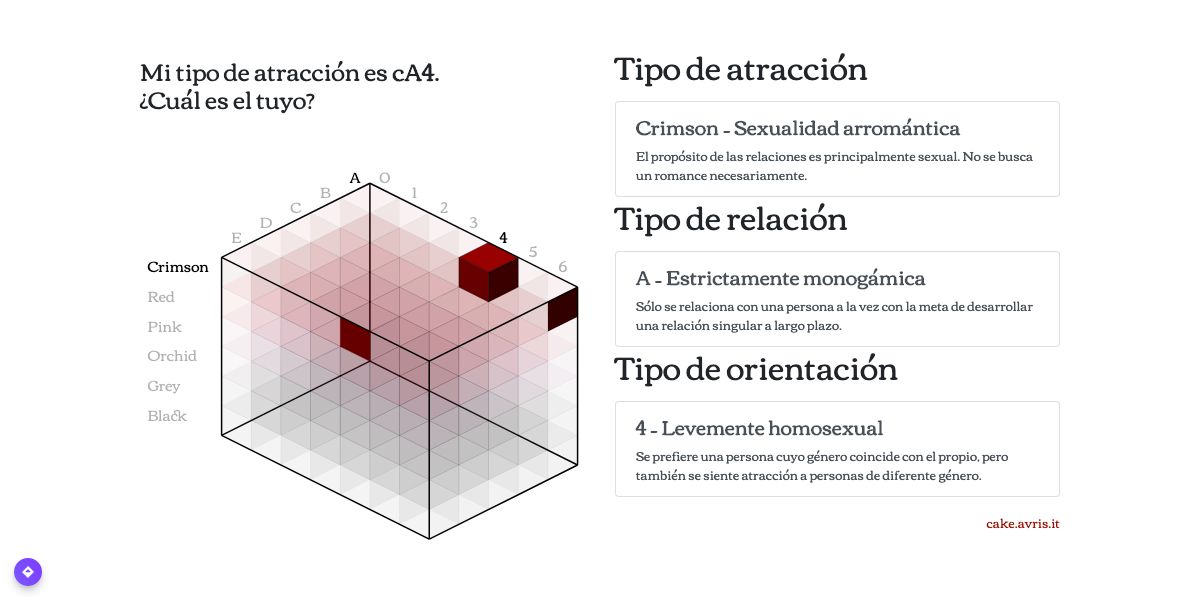 Mi tipo de atracción es cA4.
¿Cuál es el tuyo?
A
0
B
1
C
2
D
3
E
4
5
6
Crimson
Red
Pink
Orchid
Grey
Black
Tipo de atracción
Crimson - Sexualidad arromántica
El propósito de las relaciones es principalmente sexual. No se busca
un romance necesariamente.
Tipo de relación
A - Estrictamente monogámica
Sólo se relaciona con una persona a la vez con la meta de desarrollar
una relación singular a largo plazo.
Tipo de orientación
4 - Levemente homosexual
Se prefiere una persona cuyo género coincide con el propio, pero
también se siente atracción a personas de diferente género.
cake.avris.it